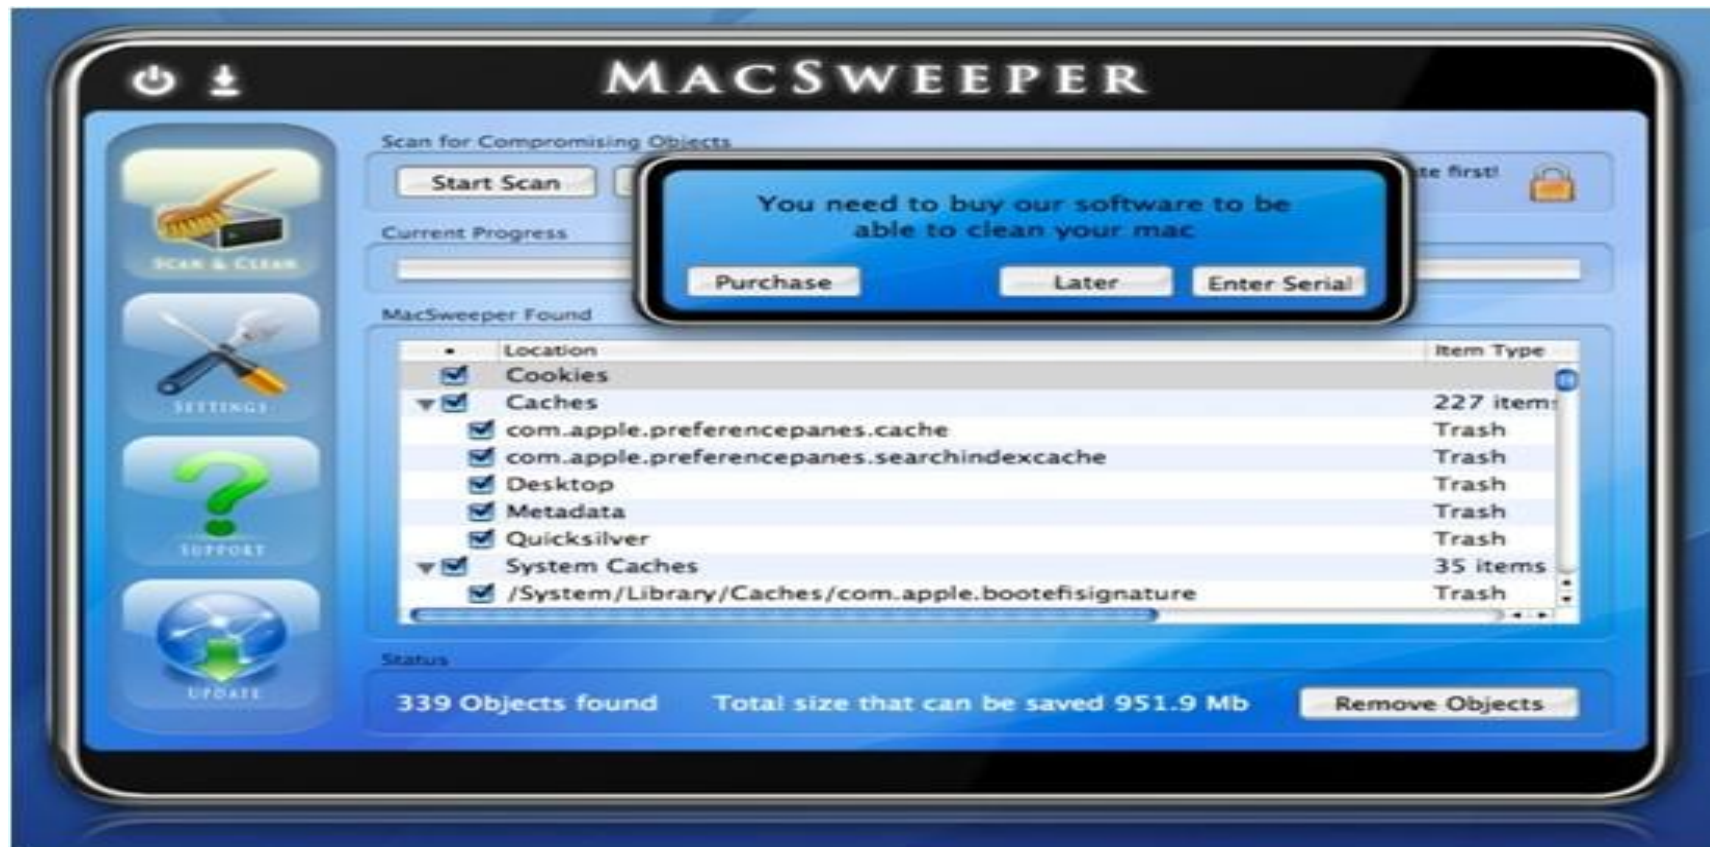 MACSWEEPER
Scan for Compromising Objects
Start Scan
first!
You need to buy our software to be
able to clean your mac
Purchase
Later
Enter Serial
Current Progress
SCAN & CLEAN
SETTINGS
SUPPORT
UPDATE
MacSweeper Found
Location
Item Type
Cookies
Caches
227 items
com.apple.preferencepanes.cache
Trash
com.apple.preferencepanes.searchindexcache
Trash
Desktop
Trash
Metadata
Trash
Quicksilver
Trash
System Caches
35 items
/System/Library/Caches/com.apple.bootefisignature
Trash
Status
339 Objects found
Total size that can be saved 951.9 Mb
Remove Objects